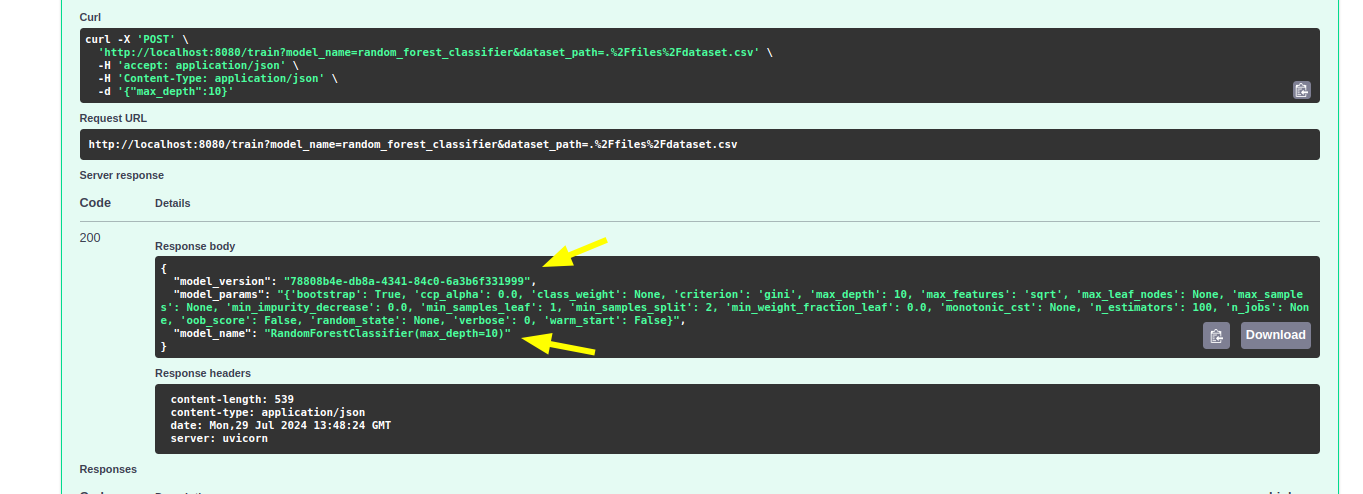 Curl
curl -X 'POST' \
'http://localhost:8080/train?model_name=random_forest_classifier&dataset_path=.%2Ffiles%2Fdataset.csv' \
-H 'accept: application/json' \
-H 'Content-Type: application/json' \
-d '{"max_depth":10}'
Request URL
http://localhost:8080/train?model_name=random_forest_classifier&dataset_path=.%2Ffiles%2Fdataset.csv
Server response
Code Details
200
Response body
{
"model_version": "78808b4e-db8a-4341-84c0-6a3b6f331999",
"model_params": "{'bootstrap': True, 'ccp_alpha': 0.0, 'class_weight': None, 'criterion': 'gini', 'max_depth': 10, 'max_features': 'sqrt', 'max_leaf_nodes': None, 'max_sample
s': None, 'min_impurity_decrease': 0.0, 'min_samples_leaf': 1, 'min_samples_split': 2, 'min_weight_fraction_leaf': 0.0, 'monotonic_cst': None, 'n_estimators': 100, 'n_jobs': Non
e, 'oob_score': False, 'random_state': None, 'verbose': 0, 'warm_start': False}",
"model_name": "RandomForestClassifier(max_depth=10)"
}
Download
Response headers
content-length: 539
content-type: application/json
date: Mon,29 Jul 2024 13:48:24 GMT
server: uvicorn
Responses